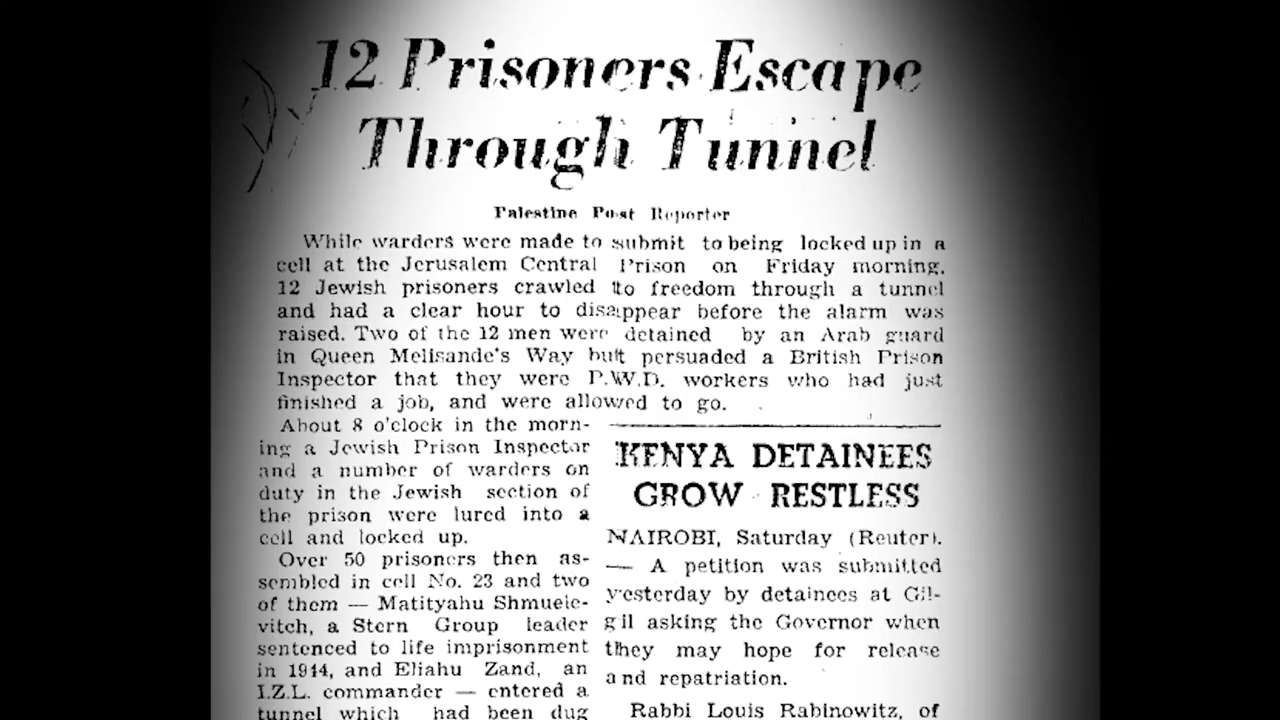 12 Prisoners Escape
Through Tunnel
Palestine Post Reporter
While warders were made to submit to being locked up in a
cell at the Jerusalem Central Prison on Friday morning,
12 Jewish prisoners crawled to freedom through a tunnel
and had a clear hour to disappear before the alarm was
raised. Two of the 12 men were detained by an Arab guard
in Queen Melisande's Way but persuaded a British Prison
Inspector that they were P.W.D. workers who had just
finished a job, and were allowed to go.
About 8 o'clock in the morn-
ing a Jewish Prison Inspector
and a number of warders on
duty in the Jewish section of
the prison were lured into a
cell and locked up.
Over 50 prisoners then as-
sembled in cell No. 23 and two
of them — Matityahu Shmuele-
vitch, a Stern Group leader
sentenced to life imprisonment
in 1944, and Eliahu Zand, an
I.Z.L. commander — entered a
tunnel which had been dug
KENYA DETAINEES
GROW RESTLESS
NAIROBI, Saturday (Reuter).
— A petition was submitted
yesterday by detainees at Gil-
gil asking the Governor when
they may hope for release
and repatriation.
Rabbi Louis Rabinowitz, of